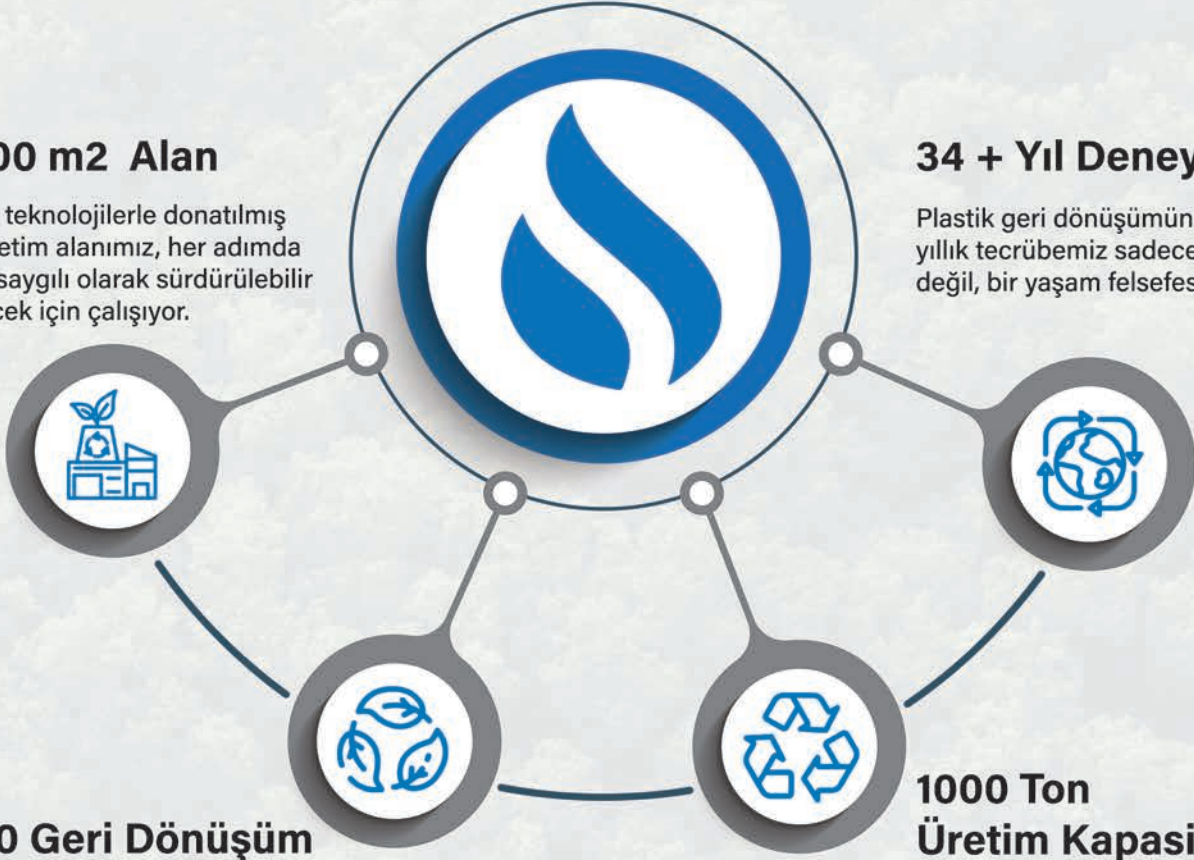 00 m2 Alan
teknolojilerle donatılmış
etim alanımız, her adımda
saygılı olarak sürdürülebilir
cek için çalışıyor.
34 + Yıl Deney
Plastik geri dönüşümün
yıllık tecrübemiz sadece
değil, bir yaşam felsefes
0 Geri Dönüşüm
1000 Ton
Üretim Kapasi